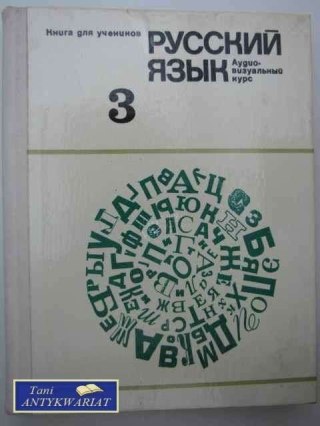 Книга для учеников
РУССКИЙ
ЯЗЫК
Аудио-
визуальный
курс
3
Tani
ANTYKWARIAT